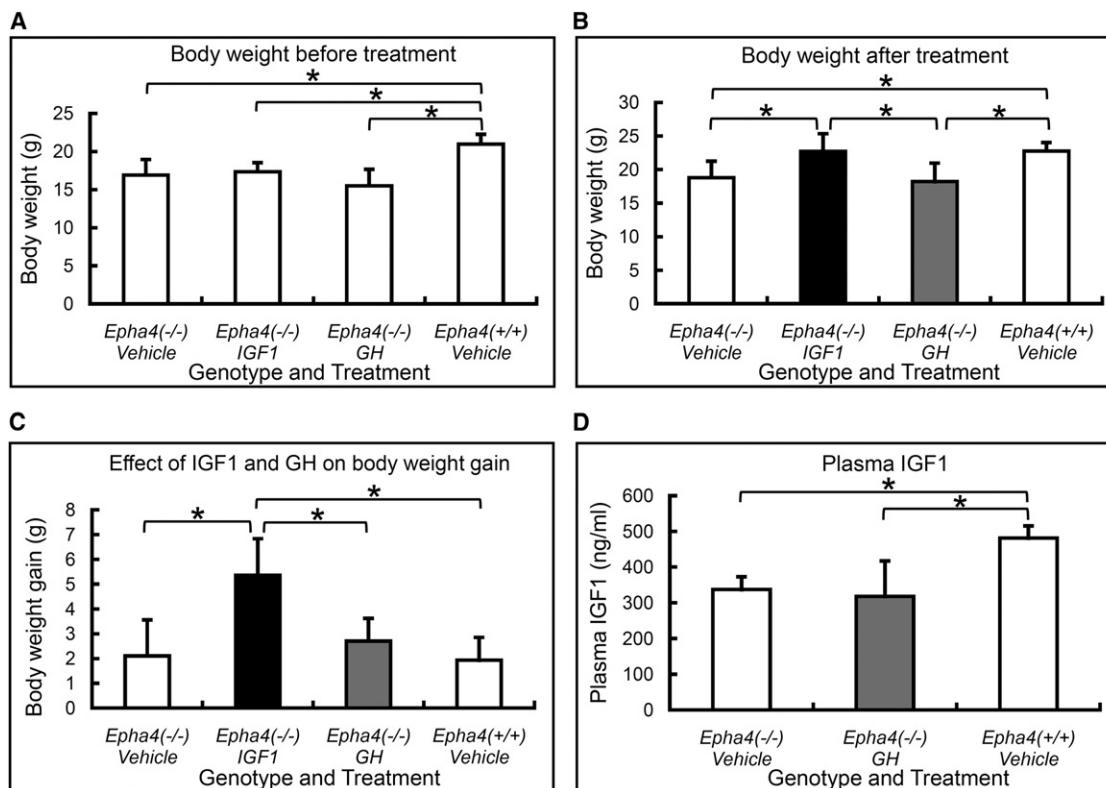 A
Body weight before treatment
*
*
*
Body weight (g)
25
20
15
10
5
0
Epha4(-/-) Epha4(-/-) Epha4(-/-) Epha4(+/+)
Vehicle IGF1 GH Vehicle
Genotype and Treatment
B
Body weight after treatment
*
* * *
Body weight (g)
30
25
20
15
10
5
0
Epha4(-/-) Epha4(-/-) Epha4(-/-) Epha4(+/+)
Vehicle IGF1 GH Vehicle
Genotype and Treatment
C
Effect of IGF1 and GH on body weight gain
*
* *
Body weight gain (g)
8
7
6
5
4
3
2
1
0
Epha4(-/-) Epha4(-/-) Epha4(-/-) Epha4(+/+)
Vehicle IGF1 GH Vehicle
Genotype and Treatment
D
Plasma IGF1
*
*
Plasma IGF1 (ng/ml)
600
500
400
300
200
100
0
Epha4(-/-) Epha4(-/-) Epha4(+/+)
Vehicle GH Vehicle
Genotype and Treatment